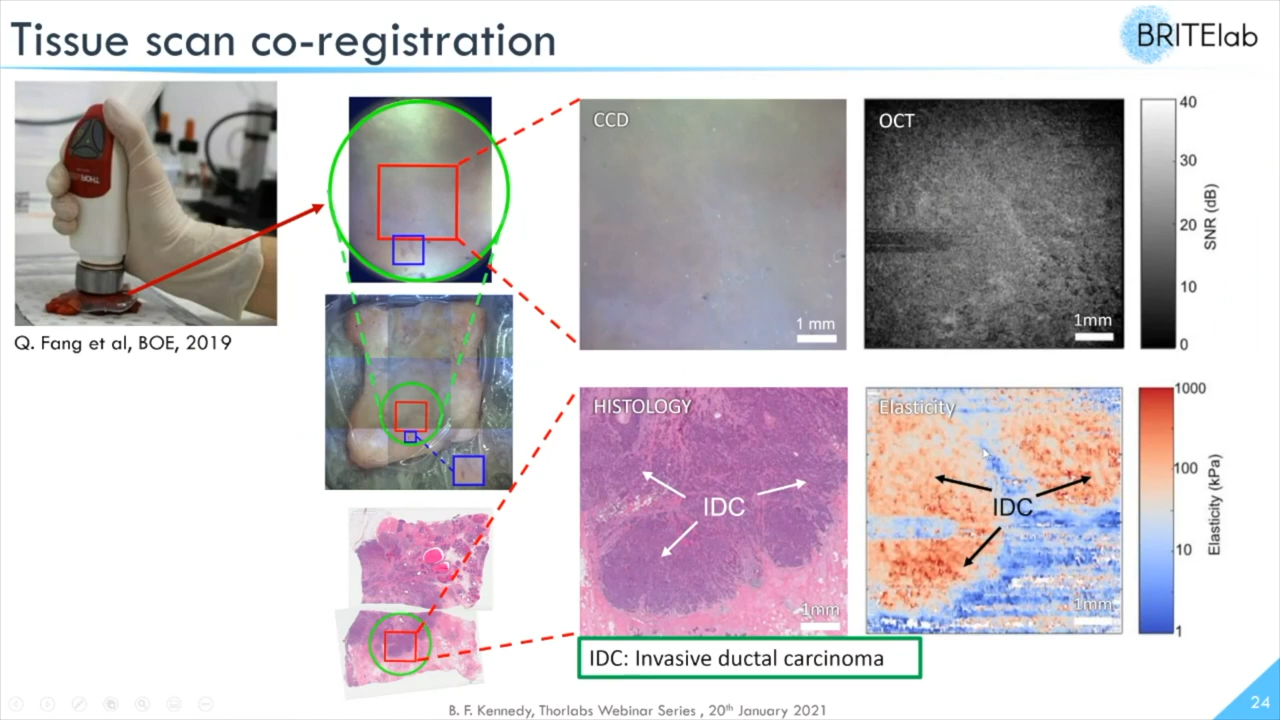 Tissue scan co-registration
BRITElab
Q. Fang et al, BOE, 2019
CCD
1 mm
OCT
1mm
40
30
20
10
0
SNR (dB)
HISTOLOGY
IDC
1mm
Elasticity
IDC
1mm
1000
100
10
1
Elasticity (kPa)
IDC: Invasive ductal carcinoma
B. F. Kennedy, Thorlabs Webinar Series , 20th January 2021
24